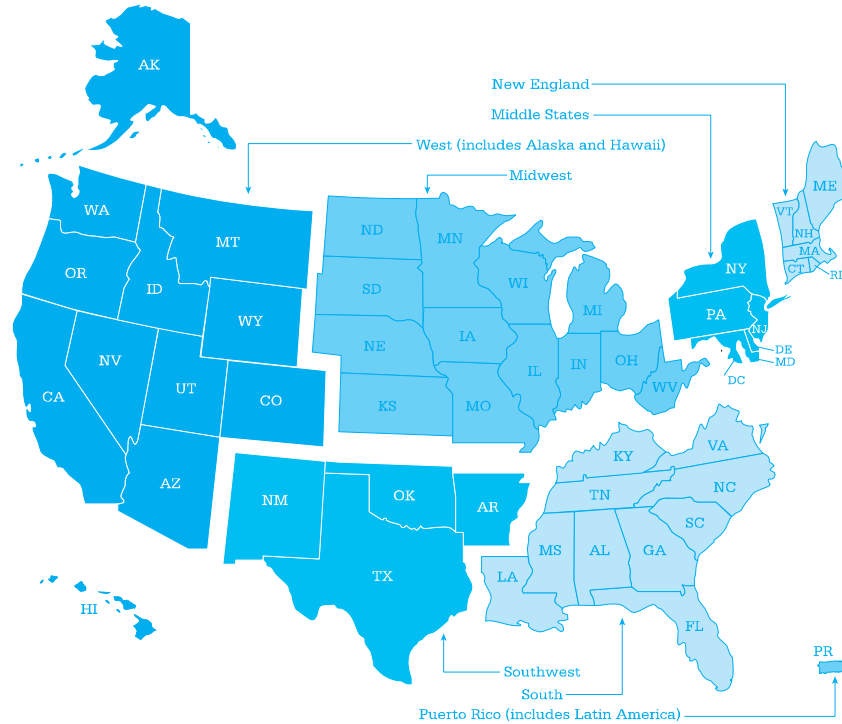 AK
New England
Middle States
West (includes Alaska and Hawaii)
Midwest
ME
WA
VT
ND
MN
NH
MT
MA
OR
NY
CT
RI
WI
ID
SD
MI
PA
WY
NJ
IA
NE
DE
NV
OH
MD
IL
IN
DC
UT
WV
CA
CO
KS
MO
VA
KY
AZ
NC
TN
OK
NM
AR
SC
MS
AL
GA
TX
LA
HI
FL
PR
Southwest
South
Puerto Rico (includes Latin America)